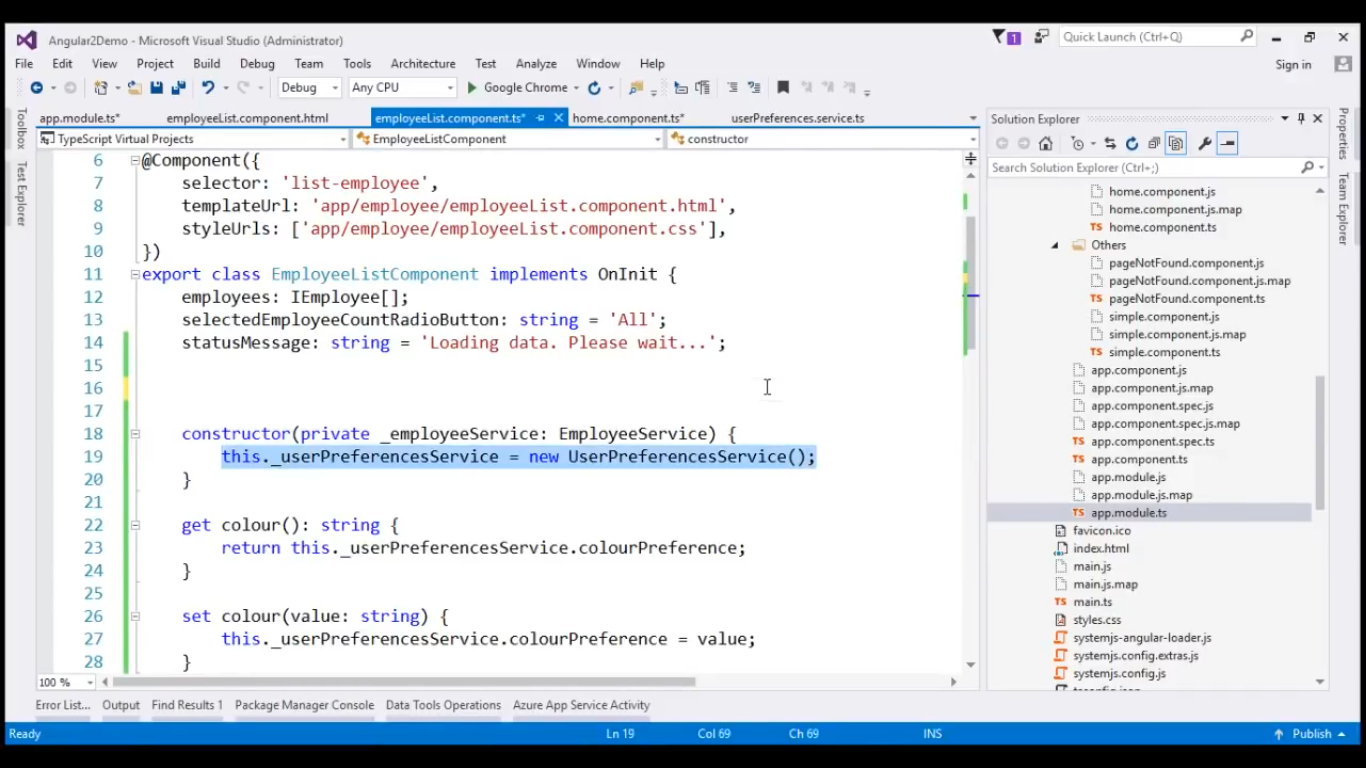 Angular2Demo - Microsoft Visual Studio (Administrator)
1
Quick Launch (Ctrl+Q)
File Edit View Project Build Debug Team Tools Architecture Test Analyze Window Help
Sign in
Debug Any CPU Google Chrome
app.module.ts* employeeList.component.html employeeList.component.ts* home.component.ts* userPreferences.service.ts
TypeScript Virtual Projects EmployeeListComponent constructor
Toolbox
Test Explorer
6 @Component({
7 selector: 'list-employee',
8 templateUrl: 'app/employee/employeeList.component.html',
9 styleUrls: ['app/employee/employeeList.component.css'],
10 })
11 export class EmployeeListComponent implements OnInit {
12 employees: IEmployee[];
13 selectedEmployeeCountRadioButton: string = 'All';
14 statusMessage: string = 'Loading data. Please wait...';
15
16
17
18 constructor(private _employeeService: EmployeeService) {
19 this._userPreferencesService = new UserPreferencesService();
20 }
21
22 get colour(): string {
23 return this._userPreferencesService.colourPreference;
24 }
25
26 set colour(value: string) {
27 this._userPreferencesService.colourPreference = value;
28 }
100 %
Solution Explorer
Search Solution Explorer (Ctrl+;)
home.component.js
home.component.js.map
TS home.component.ts
Others
pageNotFound.component.js
pageNotFound.component.js.map
TS pageNotFound.component.ts
simple.component.js
simple.component.js.map
TS simple.component.ts
app.component.js
app.component.js.map
app.component.spec.js
app.component.spec.js.map
TS app.component.spec.ts
TS app.component.ts
app.module.js
app.module.js.map
TS app.module.ts
favicon.ico
index.html
main.js
main.js.map
TS main.ts
styles.css
systemjs-angular-loader.js
systemjs.config.extras.js
systemjs.config.js
Properties
Team Explorer
Error List... Output Find Results 1 Package Manager Console Data Tools Operations Azure App Service Activity
Ready Ln 19 Col 69 Ch 69 INS Publish